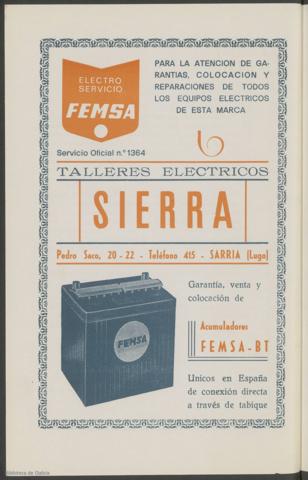 ELECTRO
SERVICIO
FEMSA
PARA LA ATENCION DE GA-
RANTIAS, COLOCACION Y
REPARACIONES DE TODOS
LOS EQUIPOS ELECTRICOS
DE ESTA MARCA
Servicio Oficial n.º 1364
TALLERES ELECTRICOS
SIERRA
Pedro Saco, 20 - 22 - Teléfono 415 - SARRIA (Lugo)
Garantía, venta y
colocación de
Acumuladores
FEMSA-BT
FEMSA
Unicos en España
de conexión directa
a través de tabique
Biblioteca de Galicia